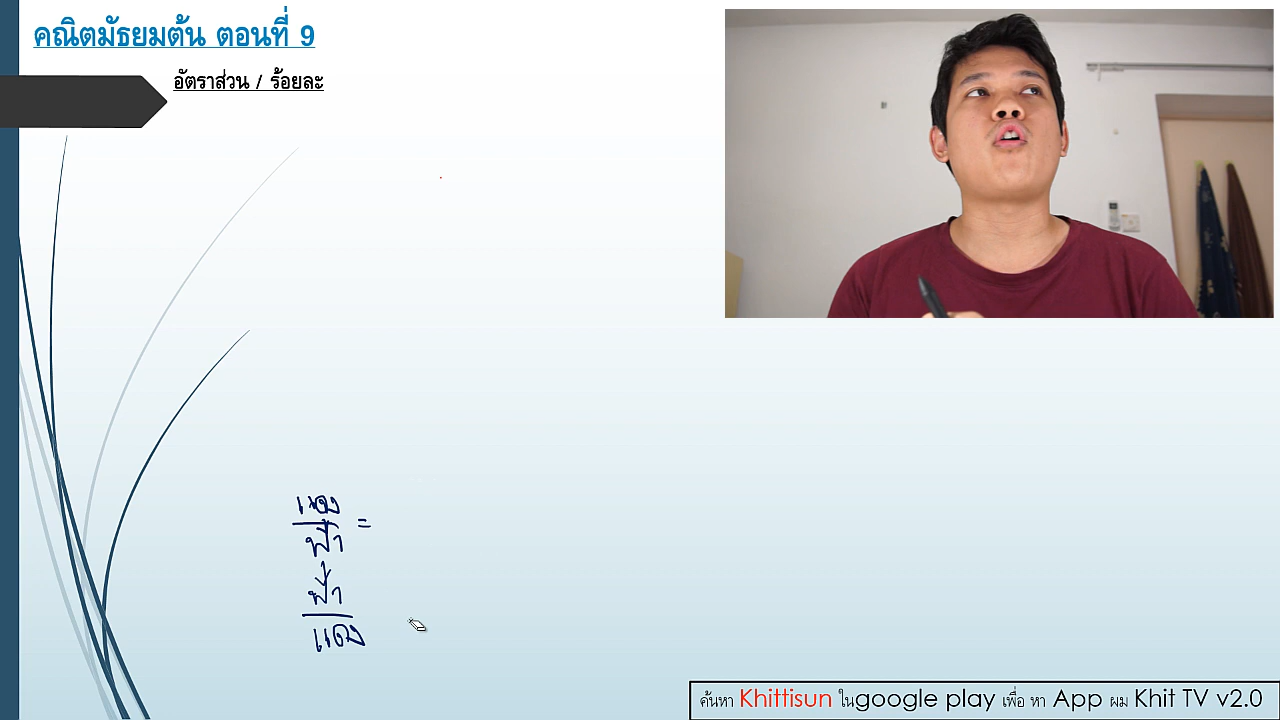 คณิตมัธยมต้น ตอนที่ 9
อัตราส่วน / ร้อยละ
แดง
ฟ้า
=
ฟ้า
แดง
ค้นหา Khittisun ในgoogle play เพื่อ หา App ผม Khit TV v2.0